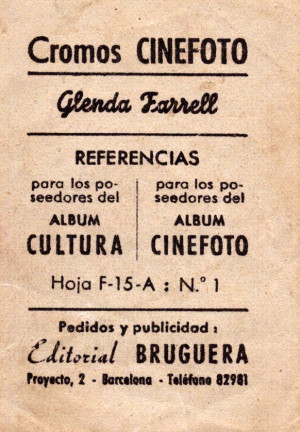 Cromos CINEFOTO
Glenda Farrell
REFERENCIAS
para los po-
seedores del
ALBUM
CULTURA
para los po-
seedores del
ALBUM
CINEFOTO
Hoja F-15-A : N.° 1
Pedidos y publicidad :
Editorial BRUGUERA
Proyecto, 2 - Barcelona - Teléfono 82981